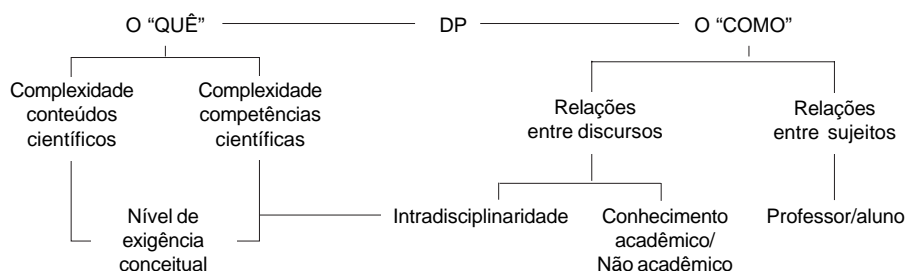 O “QUÊ” DP O “COMO”
Complexidade
conteúdos
científicos
Complexidade
competências
científicas
Relações
entre discursos
Relações
entre sujeitos
Nível de
exigência
conceitual
Intradisciplinaridade
Conhecimento
acadêmico/
Não acadêmico
Professor/aluno